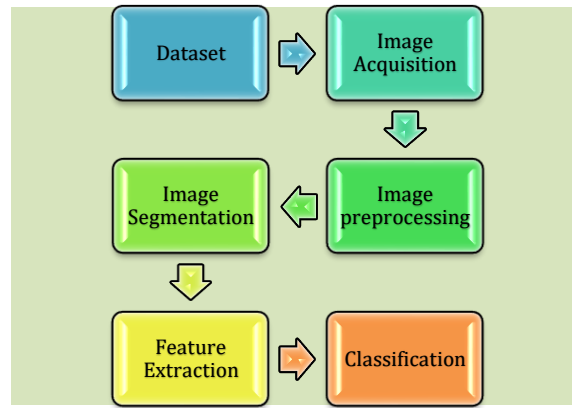 Dataset
Image
Acquisition
Image
preprocessing
Image
Segmentation
Feature
Extraction
Classification